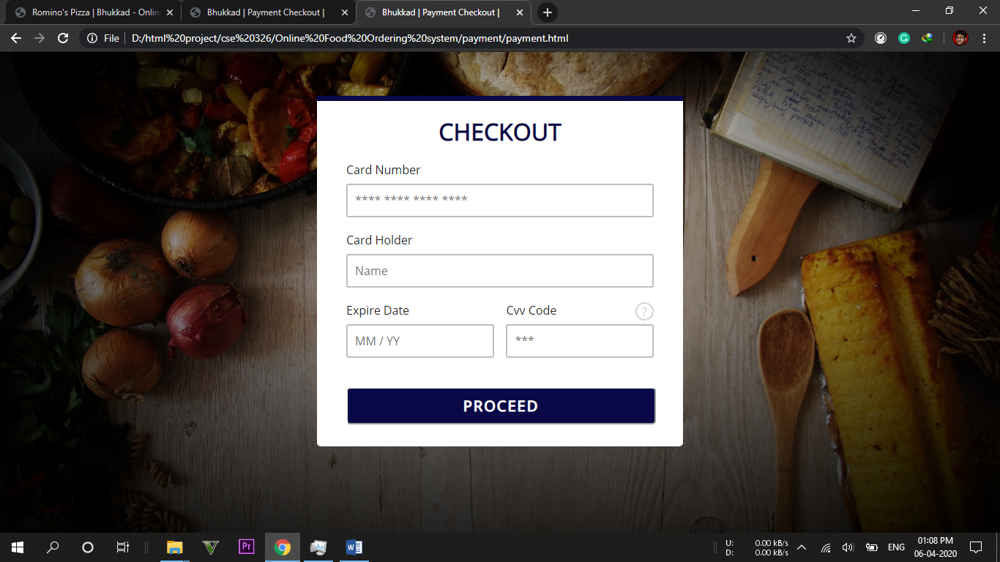 Romino's Pizza | Bhukkad - Onlin
Bhukkad | Payment Checkout |
Bhukkad | Payment Checkout |
File
D:/html%20project/cse%20326/Online%20Food%20Ordering%20system/payment/payment.html
CHECKOUT
Card Number
**** **** **** ****
Card Holder
Name
Expire Date
Cvv Code
?
MM / YY
***
PROCEED
Pr
U: 0.00 kB/s
D: 0.00 kB/s
ENG
01:08 PM
06-04-2020